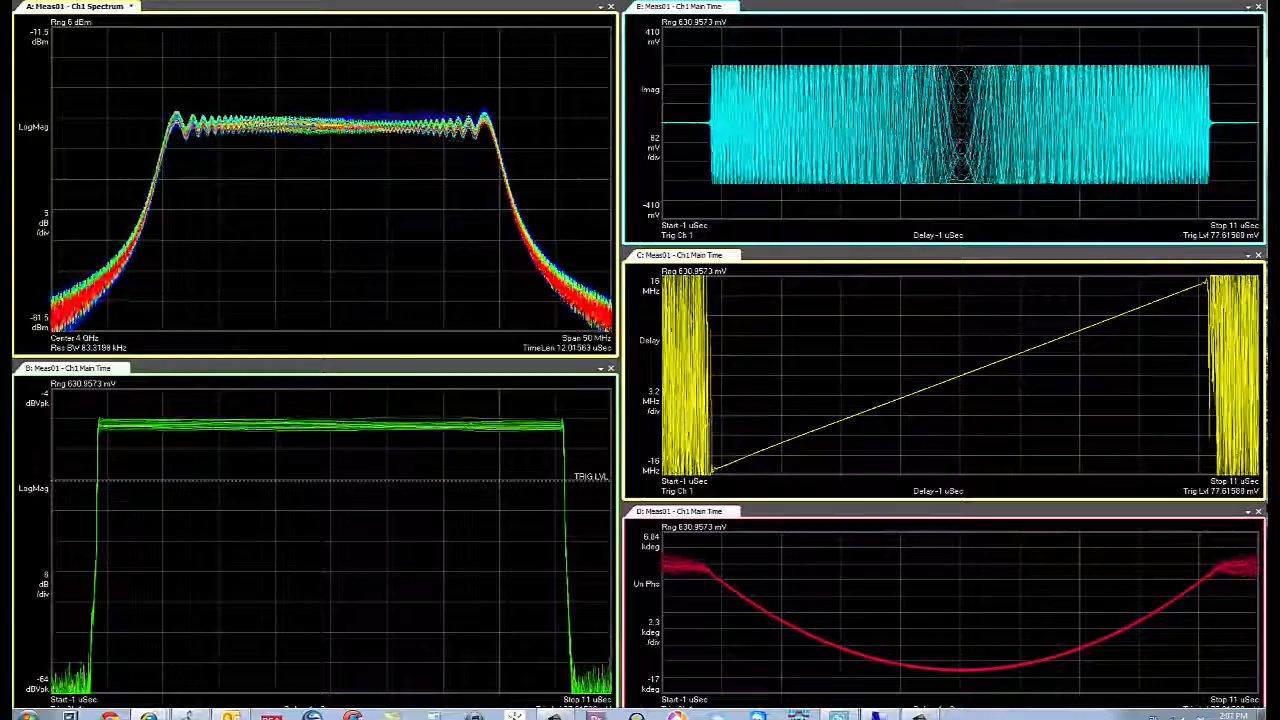 A: Meas01 - Ch1 Spectrum *
Rng 6 dBm
-11.5
dBm
LogMag
5
dB
/div
-61.5
dBm
Center 4 GHz
Span 50 MHz
Res BW 83.3198 kHz
TimeLen 12.01563 uSec
B: Meas01 - Ch1 Main Time
Rng 630.9573 mV
-4
dBVpk
TRIG LVL
LogMag
6
dB
/div
-64
dBVpk
Start-1 uSec
Stop 11 uSec
E: Meas01 - Ch1 Main Time
Rng 630.9573 mV
410
mV
Imag
82
mV
/div
-410
mV
Start-1 uSec
Stop 11 uSec
Trig Ch 1
Delay-1 uSec
Trig Lvl 77.61588 mV
C: Meas01 - Ch1 Main Time
Rng 630.9573 mV
16
MHz
Delay
3.2
MHz
/div
-16
MHz
Start-1 uSec
Stop 11 uSec
Trig Ch 1
Delay-1 uSec
Trig Lvl 77.61588 mV
D: Meas01 - Ch1 Main Time
Rng 630.9573 mV
6.04
kdeg
Un Phs
2.3
kdeg
/div
-17
kdeg
Start-1 uSec
Stop 11 uSec
2:07 PM